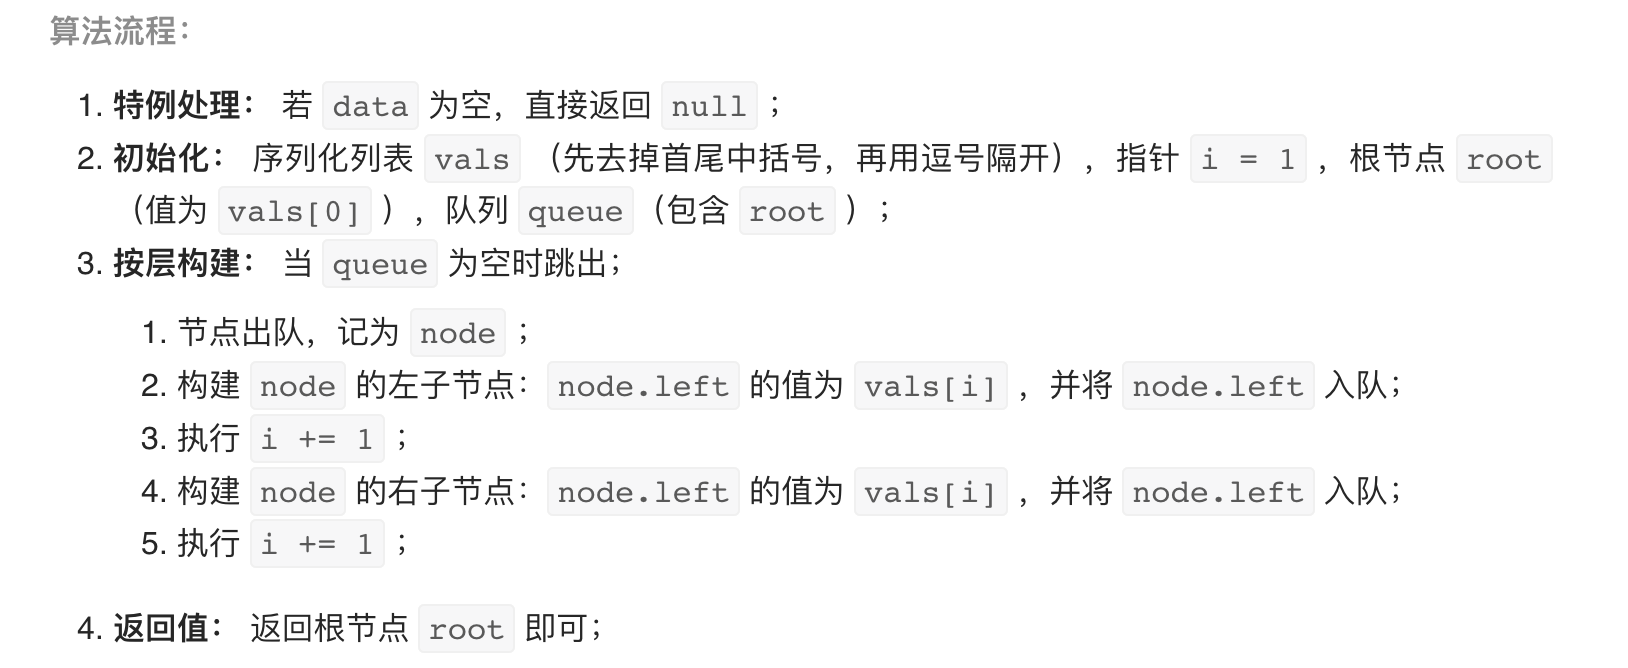 算法流程：
1. 特例处理： 若 data 为空，直接返回 null ；
2. 初始化： 序列化列表 vals （先去掉首尾中括号，再用逗号隔开），指针 i = 1 ，根节点 root
（值为 vals[0] ），队列 queue （包含 root ）；
3. 按层构建： 当 queue 为空时跳出；
1. 节点出队，记为 node ；
2. 构建 node 的左子节点：node.left 的值为 vals[i] ，并将 node.left 入队；
3. 执行 i += 1 ；
4. 构建 node 的右子节点：node.left 的值为 vals[i] ，并将 node.left 入队；
5. 执行 i += 1 ；
4. 返回值： 返回根节点 root 即可；